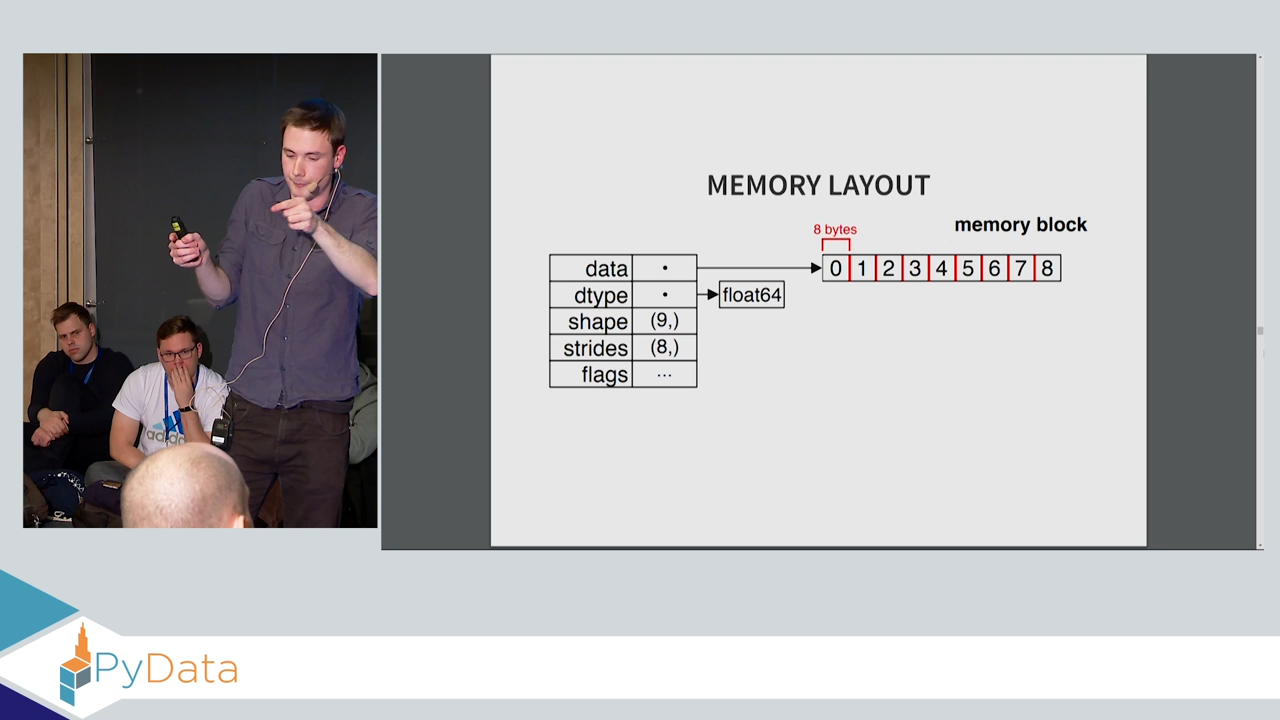 MEMORY LAYOUT
memory block
8 bytes
data •
0 1 2 3 4 5 6 7 8
dtype •
float64
shape (9,)
strides (8,)
flags ...
adidas
PyData